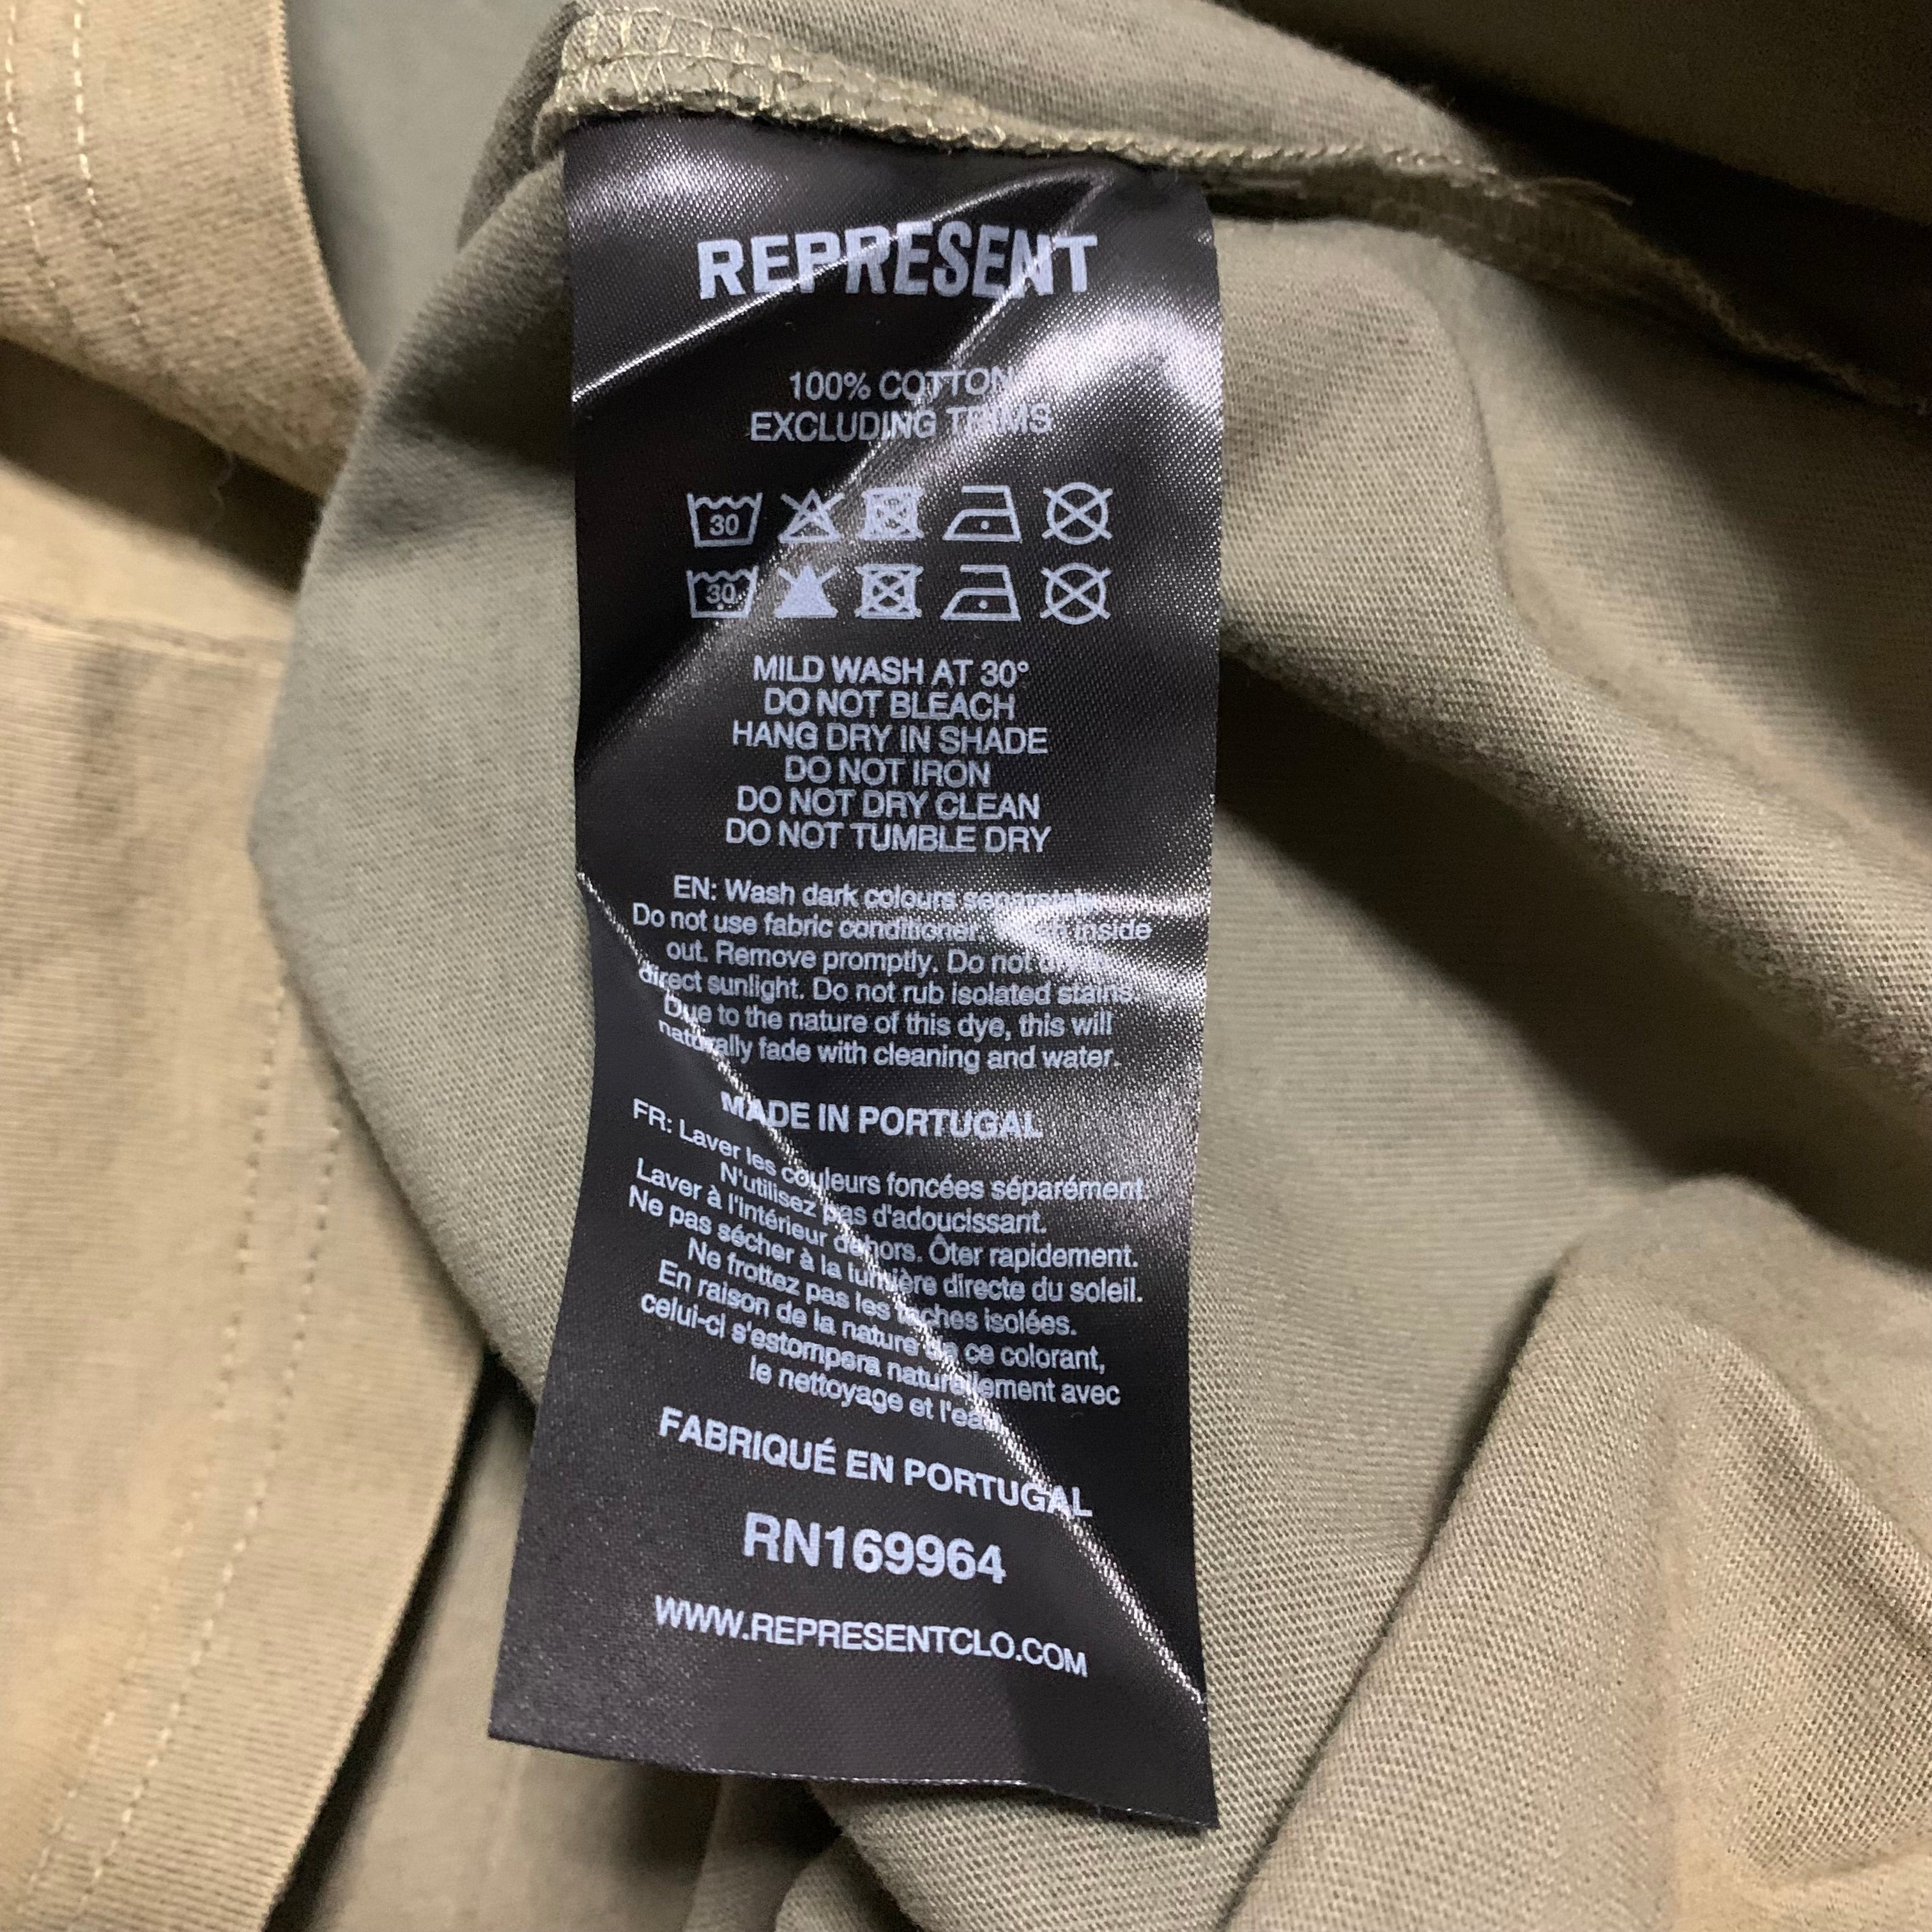 REPRESENT
100% COTTON
EXCLUDING TRIMS
30
30
MILD WASH AT 30°
DO NOT BLEACH
HANG DRY IN SHADE
DO NOT IRON
DO NOT DRY CLEAN
DO NOT TUMBLE DRY
EN: Wash dark colours separately
Do not use fabric conditioner inside
out. Remove promptly. Do not
direct sunlight. Do not rub isolated stains
Due to the nature of this dye, this will
naturally fade with cleaning and water.
MADE IN PORTUGAL
FR: Laver les couleurs foncées séparément
N'utilisez pas d'adoucissant.
Laver à l'intérieur dehors. Ôter rapidement.
Ne pas sécher à la lumière directe du soleil.
Ne frottez pas les tâches isolées.
En raison de la nature de ce colorant,
celui-ci s'estompera naturellement avec
le nettoyage et l'eau.
FABRIQUÉ EN PORTUGAL
RN169964
WWW.REPRESENTCLO.COM